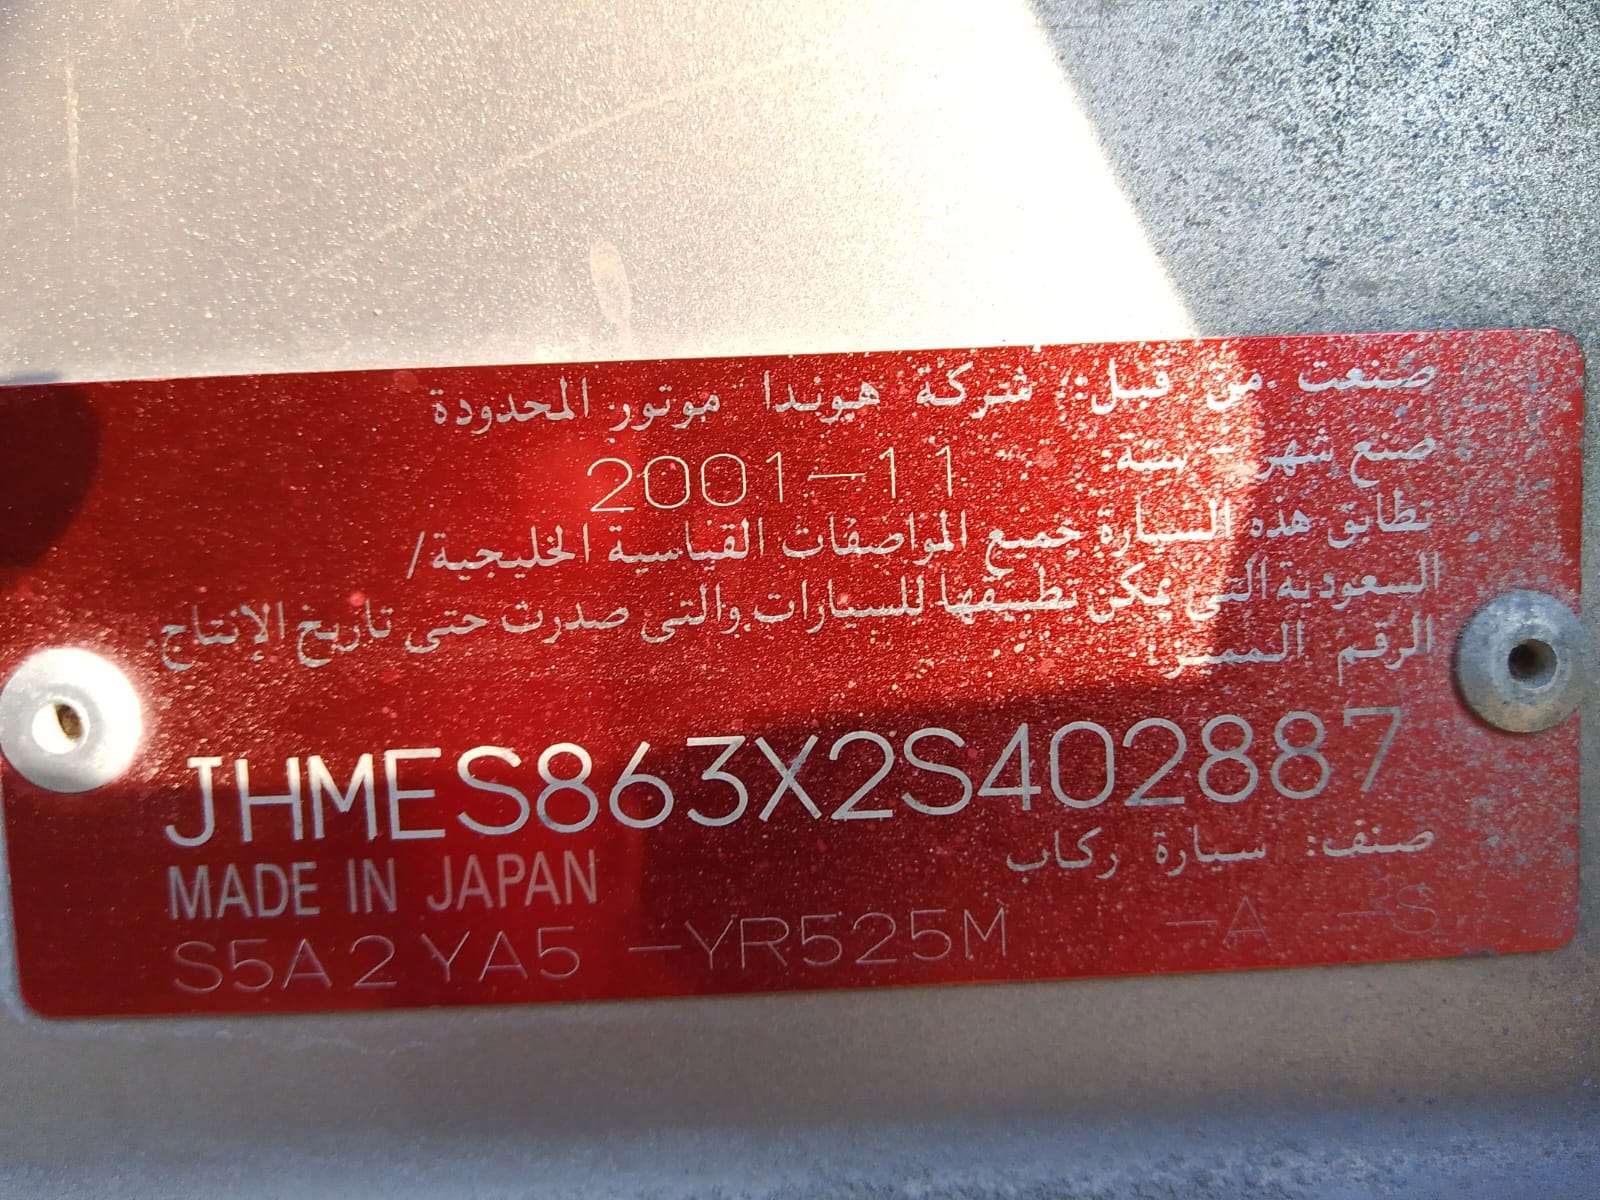 صنعت من قبل: شركة هوندا موتور المحدودة
صنع شهر - سنة: 2001-11
تطابق هذه السيارة جميع المواصفات القياسية الخليجية/
السعودية التي يمكن تطبيقها للسيارات والتي صدرت حتى تاريخ الإنتاج.
الرقم المميز:
JHMES863X2S402887
صنف: سيارة ركاب
MADE IN JAPAN
S5A2YA5 -YR525M -A -S